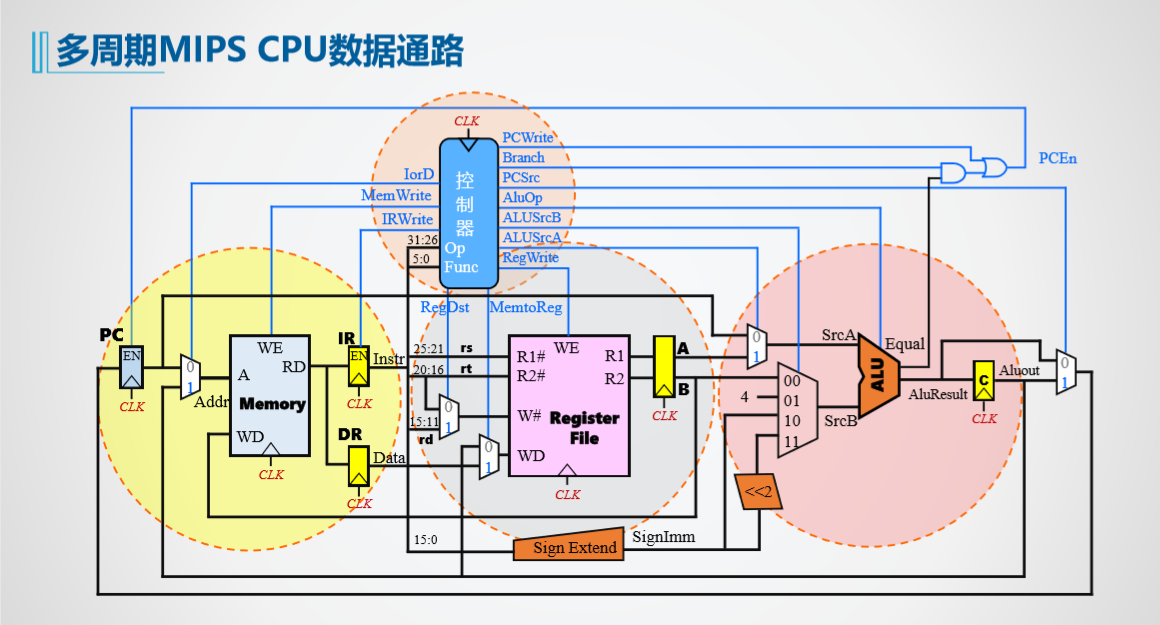 多周期MIPS CPU数据通路
CLK
PCWrite
Branch
PCEn
PCSrc
IorD
控
制
器
AluOp
MemWrite
ALUSrcB
IRWrite
ALUSrcA
31:26
Op
RegWrite
5:0
Func
RegDst
MemtoReg
PC
IR
EN
WE
EN
Instr
RD
0
1
A
Addr
Memory
WD
CLK
CLK
CLK
DR
Data
CLK
25:21
rs
20:16
rt
15:11
rd
0
1
0
1
WE
R1#
R2#
W#
WD
R1
R2
Register
File
CLK
A
B
CLK
15:0
Sign Extend
SignImm
0
1
SrcA
00
01
10
11
4
SrcB
<<2
ALU
Equal
AluResult
C
CLK
Aluout
0
1